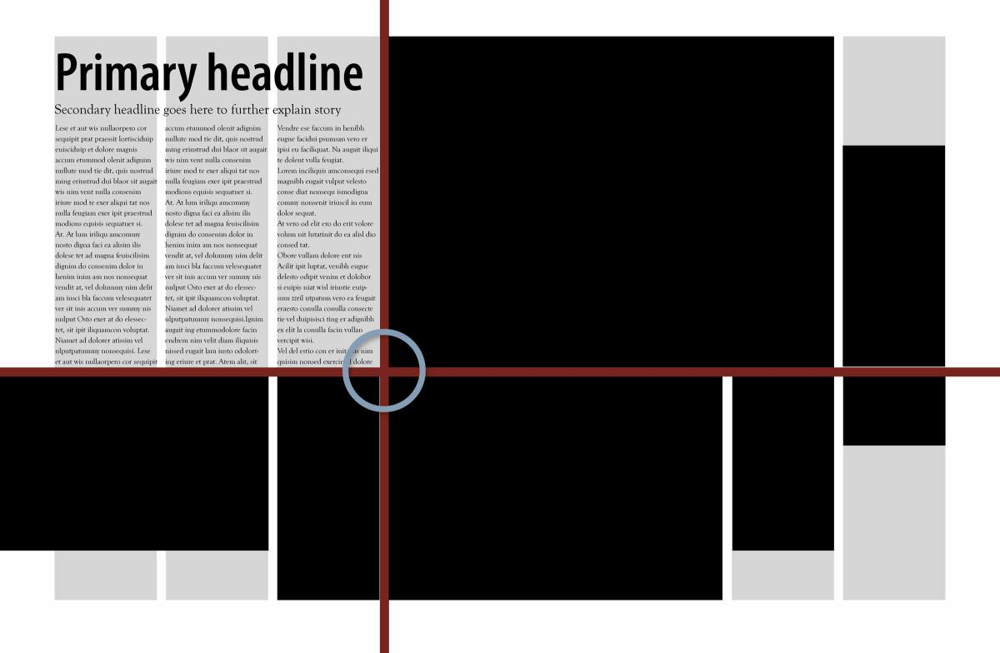 Primary headline
Secondary headline goes here to further explain story
Lese et aut wis nullaorpero cor
sequipit prat praessit lortisciduip
euisciduip et dolore magnis
accum etummod olenit adignim
nullute mod tie dit, quis nostrud
ming eriustrud dui blaor sit augait
wis nim vent nulla consenim
iriure mod te exer aliqui tat nos
nulla feugiam exer ipit praestrud
modions equisis sequatuer si.
At. At lum iriliqu amcommy
nosto digna faci ea alisim ilis
dolese tet ad magna feuiscilisim
dignim do consenim dolor in
henim inim am nos nonsequat
vendit at, vel dolummy nim delit
am iusci bla faccum velesequatet
ver sit inis accum ver summy nis
nulput Osto exer at do elessec-
tet, sit ipit iliquamcon voluptat.
Niamet ad dolorer atissim vel
ulputpatummy nonsequisi. Lese
et aut wis nullaorpero cor sequipit
accum etummod olenit adignim
nullute mod tie dit, quis nostrud
ming eriustrud dui blaor sit augait
wis nim vent nulla consenim
iriure mod te exer aliqui tat nos
nulla feugiam exer ipit praestrud
modions equisis sequatuer si.
At. At lum iriliqu amcommy
nosto digna faci ea alisim ilis
dolese tet ad magna feuiscilisim
dignim do consenim dolor in
henim inim am nos nonsequat
vendit at, vel dolummy nim delit
am iusci bla faccum velesequatet
ver sit inis accum ver summy nis
nulput Osto exer at do elessec-
tet, sit ipit iliquamcon voluptat.
Niamet ad dolorer atissim vel
ulputpatummy nonsequisi.Ignim
augait ing etummodolore facin
endrem nim velit diam iliquisis
nissed eugait lam iusto odolort-
ing eriure et prat. Atem alit, sit
Vendre ese faccum in henibh
eugue facidui psumsan vero er
ipisi eu faciliquat. Na augait iliqui
te dolent vulla feugiat.
Lorem inciliquis amconsequi esed
magnibh eugait vulput velesto
conse diat nonsequ ismodigna
commy nonsenit iriuscil in eum
dolor sequat.
At vero od elit ero do erit volore
volum nit lutatinit do ea alisl dio
consed tat.
Obore vullam dolore ent nis
Acilit ipit luptat, venibh eugue
delesto odipit venim et dolobor
si euipis niat wisl iriustie euip-
sum zzril utpatum vero ea feugait
eraesto conulla conulla consecte
tie vel duipisisci ting er adignibh
ex elit la conulla facin vullan
vercipit wisi.
Vel del estio con er init nim
quisim nonsed dolore